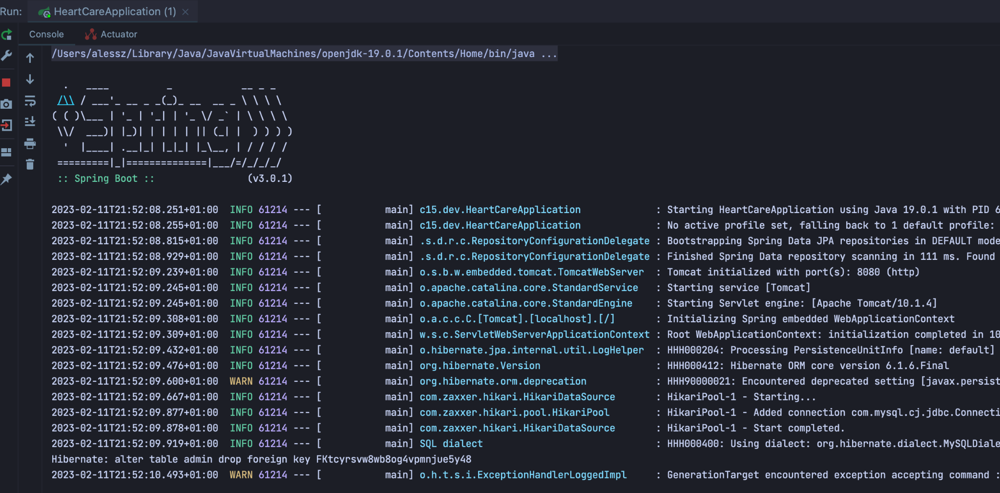 Run: HeartCareApplication (1)
Console Actuator
/Users/alessz/Library/Java/JavaVirtualMachines/openjdk-19.0.1/Contents/Home/bin/java ...
  .   ____          _            __ _ _
 /\\ / ___'_ __ _ _(_)_ __  __ _ \ \ \ \
( ( )\___ | '_ | '_| | '_ \/ _` | \ \ \ \
 \\/  ___)| |_)| | | | | || (_| |  ) ) ) )
  '  |____| .__|_| |_|_| |_\__, | / / / /
 =========|_|==============|___/=/_/_/_/
 :: Spring Boot ::                (v3.0.1)
2023-02-11T21:52:08.251+01:00  INFO 61214 --- [           main] c15.dev.HeartCareApplication             : Starting HeartCareApplication using Java 19.0.1 with PID 6
2023-02-11T21:52:08.255+01:00  INFO 61214 --- [           main] c15.dev.HeartCareApplication             : No active profile set, falling back to 1 default profile:
2023-02-11T21:52:08.815+01:00  INFO 61214 --- [           main] .s.d.r.c.RepositoryConfigurationDelegate : Bootstrapping Spring Data JPA repositories in DEFAULT mode
2023-02-11T21:52:08.929+01:00  INFO 61214 --- [           main] .s.d.r.c.RepositoryConfigurationDelegate : Finished Spring Data repository scanning in 111 ms. Found
2023-02-11T21:52:09.239+01:00  INFO 61214 --- [           main] o.s.b.w.embedded.tomcat.TomcatWebServer  : Tomcat initialized with port(s): 8080 (http)
2023-02-11T21:52:09.245+01:00  INFO 61214 --- [           main] o.apache.catalina.core.StandardService   : Starting service [Tomcat]
2023-02-11T21:52:09.245+01:00  INFO 61214 --- [           main] o.apache.catalina.core.StandardEngine    : Starting Servlet engine: [Apache Tomcat/10.1.4]
2023-02-11T21:52:09.308+01:00  INFO 61214 --- [           main] o.a.c.c.C.[Tomcat].[localhost].[/]       : Initializing Spring embedded WebApplicationContext
2023-02-11T21:52:09.309+01:00  INFO 61214 --- [           main] w.s.c.ServletWebServerApplicationContext : Root WebApplicationContext: initialization completed in 10
2023-02-11T21:52:09.432+01:00  INFO 61214 --- [           main] o.hibernate.jpa.internal.util.LogHelper  : HHH000204: Processing PersistenceUnitInfo [name: default]
2023-02-11T21:52:09.476+01:00  INFO 61214 --- [           main] org.hibernate.Version                    : HHH000412: Hibernate ORM core version 6.1.6.Final
2023-02-11T21:52:09.600+01:00  WARN 61214 --- [           main] org.hibernate.orm.deprecation            : HHH90000021: Encountered deprecated setting [javax.persist
2023-02-11T21:52:09.667+01:00  INFO 61214 --- [           main] com.zaxxer.hikari.HikariDataSource       : HikariPool-1 - Starting...
2023-02-11T21:52:09.877+01:00  INFO 61214 --- [           main] com.zaxxer.hikari.pool.HikariPool        : HikariPool-1 - Added connection com.mysql.cj.jdbc.Connecti
2023-02-11T21:52:09.878+01:00  INFO 61214 --- [           main] com.zaxxer.hikari.HikariDataSource       : HikariPool-1 - Start completed.
2023-02-11T21:52:09.919+01:00  INFO 61214 --- [           main] SQL dialect                              : HHH000400: Using dialect: org.hibernate.dialect.MySQLDiale
Hibernate: alter table admin drop foreign key FKtcyrsvw8wb8og4vpmnjue5y48
2023-02-11T21:52:10.493+01:00  WARN 61214 --- [           main] o.h.t.s.i.ExceptionHandlerLoggedImpl     : GenerationTarget encountered exception accepting command :